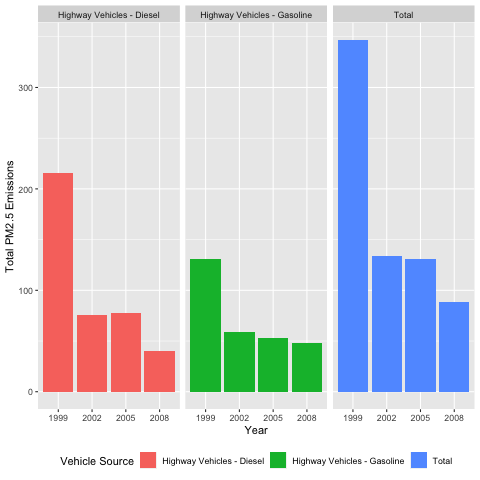 Highway Vehicles - Diesel
Highway Vehicles - Gasoline
Total
Total PM2.5 Emissions
300
200
100
0
1999 2002 2005 2008
1999 2002 2005 2008
1999 2002 2005 2008
Year
Vehicle Source Highway Vehicles - Diesel Highway Vehicles - Gasoline Total